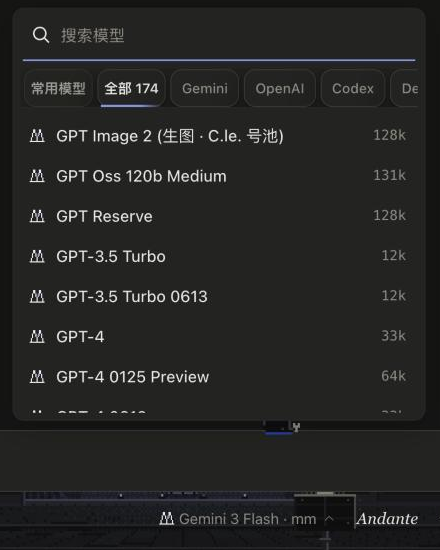 搜索模型
常用模型 全部 174 Gemini OpenAI Codex De
GPT Image 2 (生图 · C.le. 号池) 128k
GPT Oss 120b Medium 131k
GPT Reserve 128k
GPT-3.5 Turbo 12k
GPT-3.5 Turbo 0613 12k
GPT-4 33k
GPT-4 0125 Preview 64k
Gemini 3 Flash · mm Andante